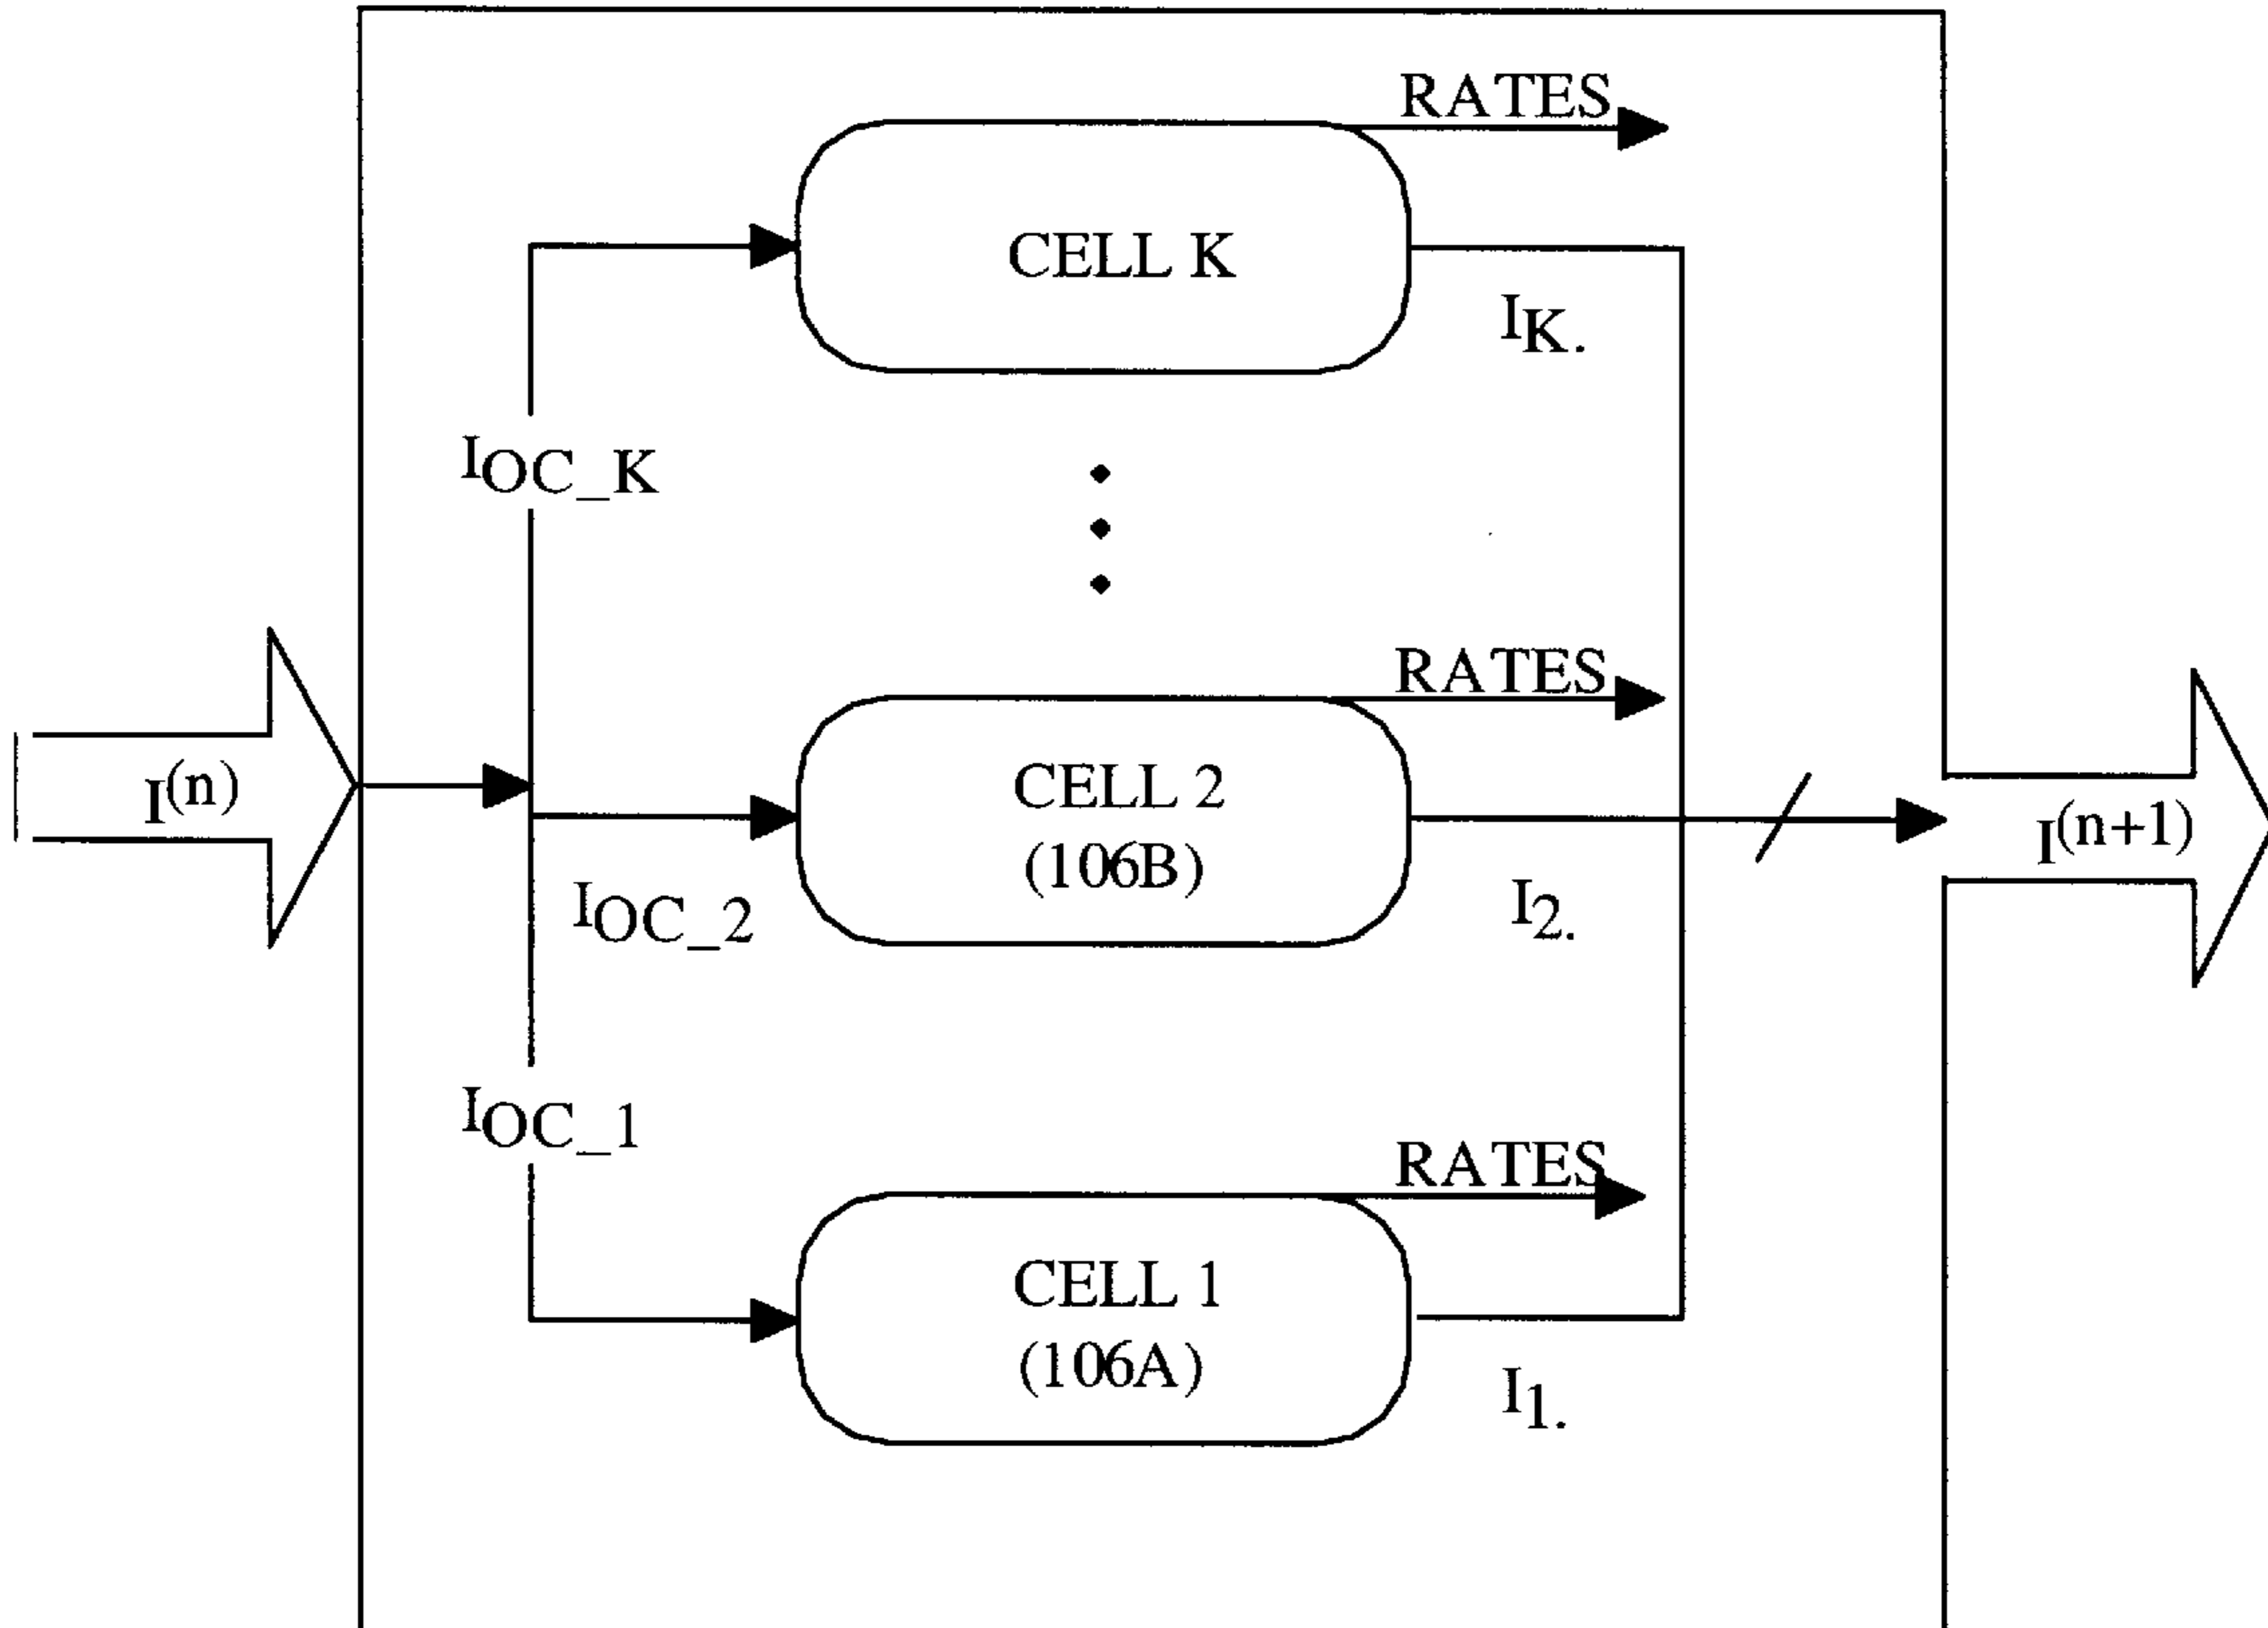 RATES
CELL K
IK.
IOC_K
RATES
I(n)
CELL 2
(106B)
I(n+1)
IOC_2
I2.
IOC_1
RATES
CELL 1
(106A)
I1.